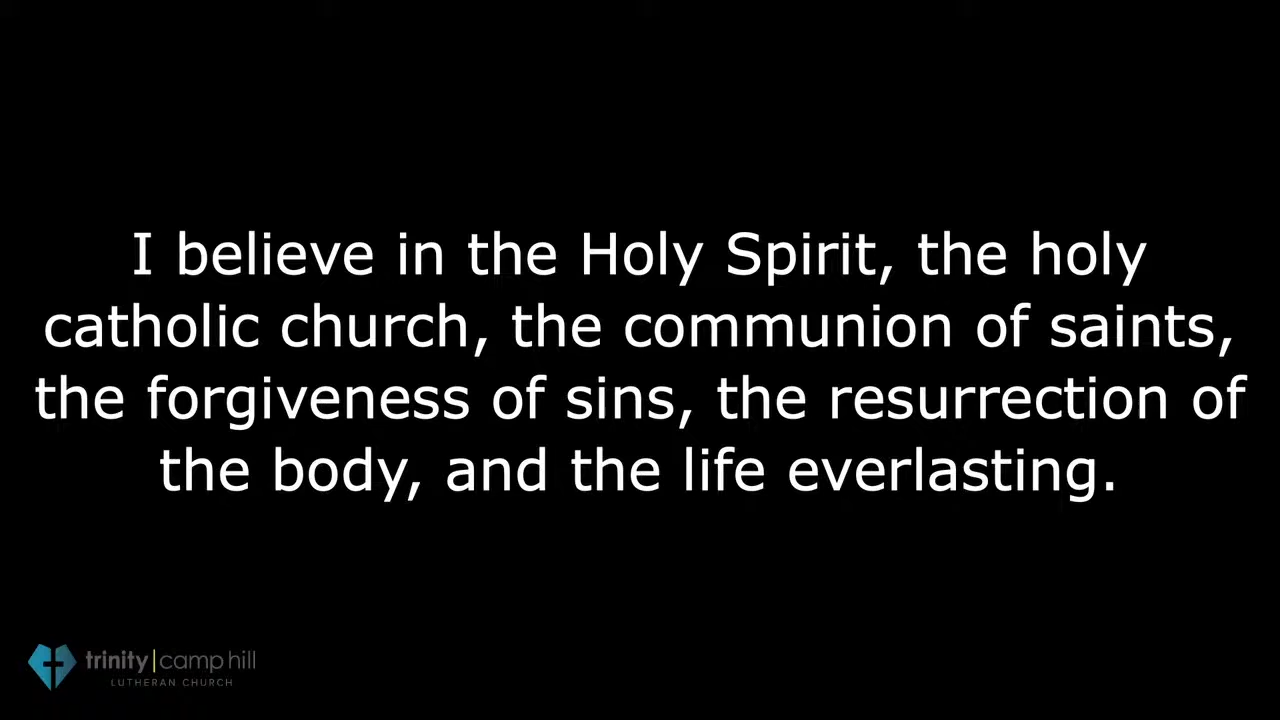 I believe in the Holy Spirit, the holy
catholic church, the communion of saints,
the forgiveness of sins, the resurrection of
the body, and the life everlasting.
trinity|camp hill
LUTHERAN CHURCH